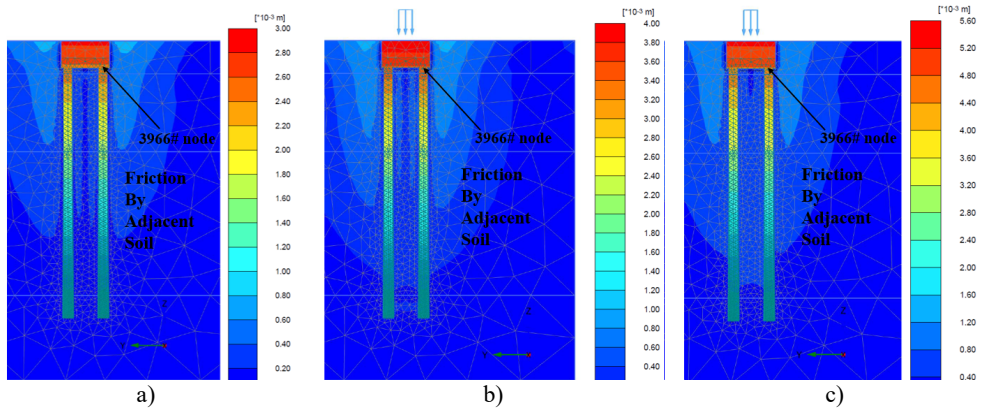 [*10-3 m]
3.00
2.80
2.60
2.40
2.20
2.00
1.80
1.60
1.40
1.20
1.00
0.80
0.60
0.40
0.20
3966# node
Friction
By
Adjacent
Soil
Y
Z
a)
[*10-3 m]
4.00
3.80
3.60
3.40
3.20
3.00
2.80
2.60
2.40
2.20
2.00
1.80
1.60
1.40
1.20
1.00
0.80
0.60
0.40
3966# node
Friction
By
Adjacent
Soil
Y
Z
b)
[*10-3 m]
5.60
5.20
4.80
4.40
4.00
3.60
3.20
2.80
2.40
2.00
1.60
1.20
0.80
0.40
3966# node
Friction
By
Adjacent
Soil
Y
Z
c)